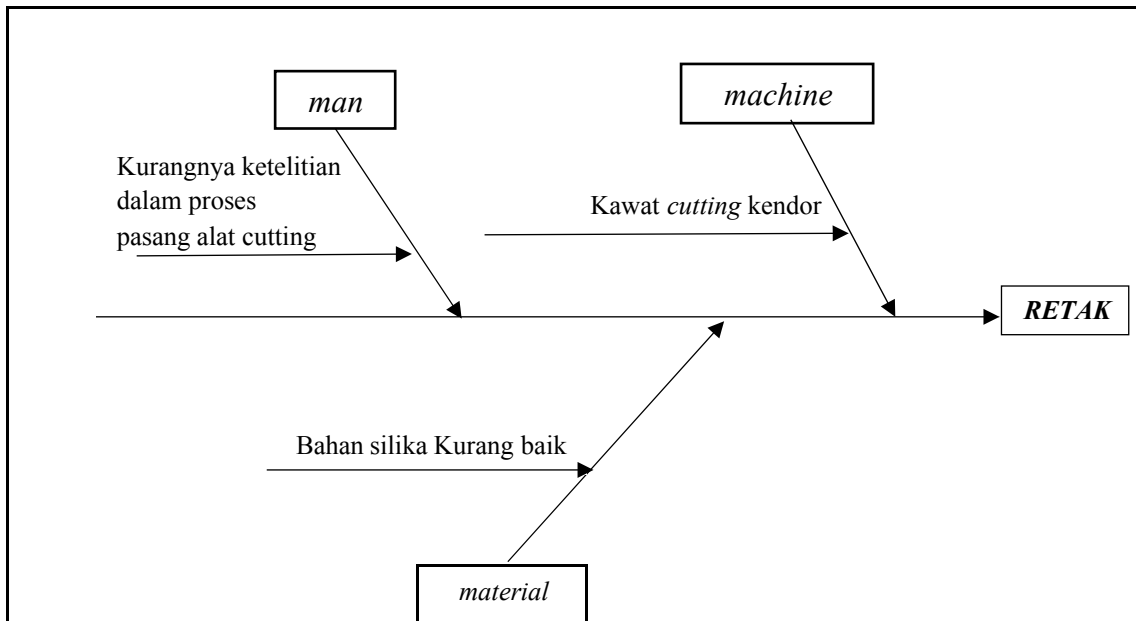 man
machine
Kurangnya ketelitian
dalam proses
pasang alat cutting
Kawat cutting kendor
RETAK
Bahan silika Kurang baik
material